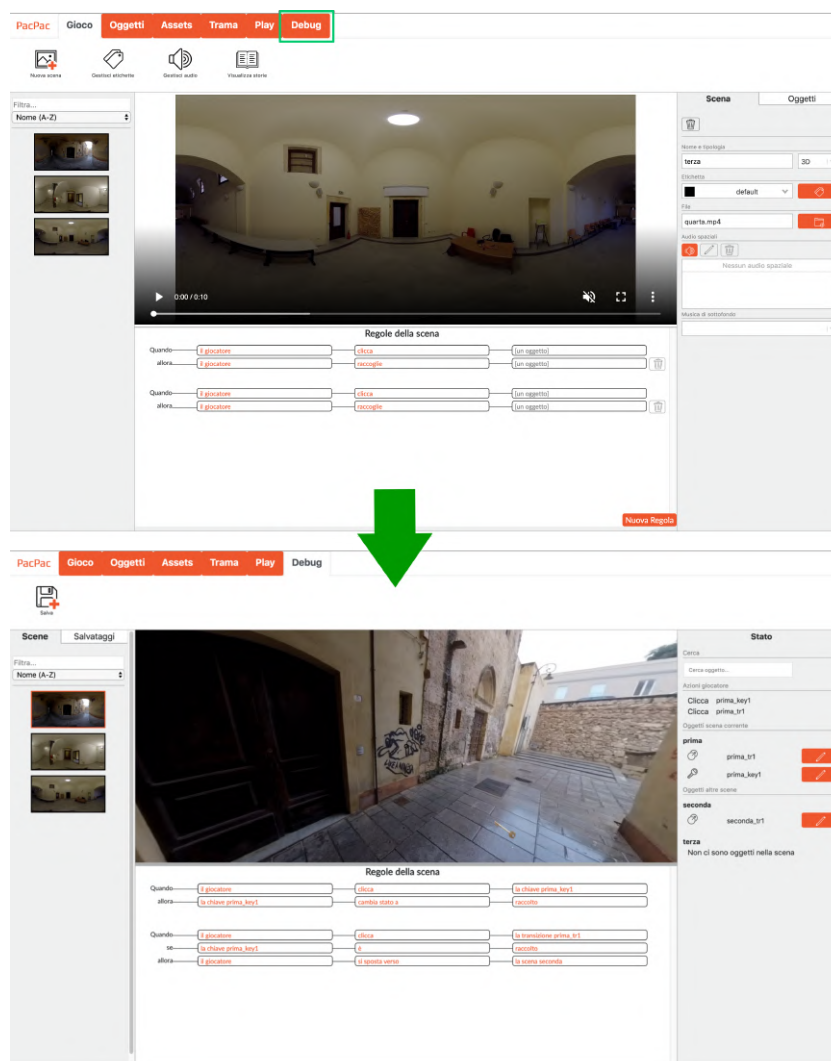 PacPac Gioco Oggetti Assets Trama Play Debug
Nuova scena Gestisci etichette Gestisci audio Visualizza storie
Filtra...
Nome (A-Z)
0:00 / 0:10
Scena Oggetti
Nome e tipologia
terza 3D
Etichetta
default
File
quarta.mp4
Audio spaziali
Nessun audio spaziale
Musica di sottofondo
Regole della scena
Quando il giocatore clicca [un oggetto]
allora il giocatore raccoglie [un oggetto]
Quando il giocatore clicca [un oggetto]
allora il giocatore raccoglie [un oggetto]
Nuova Regola
PacPac Gioco Oggetti Assets Trama Play Debug
Salva
Scene Salvataggi
Filtra...
Nome (A-Z)
Stato
Cerca
Cerca oggetto...
Azioni giocatore
Clicca prima_key1
Clicca prima_tr1
Oggetti scena corrente
prima
prima_tr1
prima_key1
Oggetti altre scene
seconda
seconda_tr1
terza
Non ci sono oggetti nella scena
Regole della scena
Quando il giocatore clicca la chiave prima_key1
allora la chiave prima_key1 cambia stato a raccolto
Quando il giocatore clicca la transizione prima_tr1
se la chiave prima_key1 è raccolto
allora il giocatore si sposta verso la scena seconda